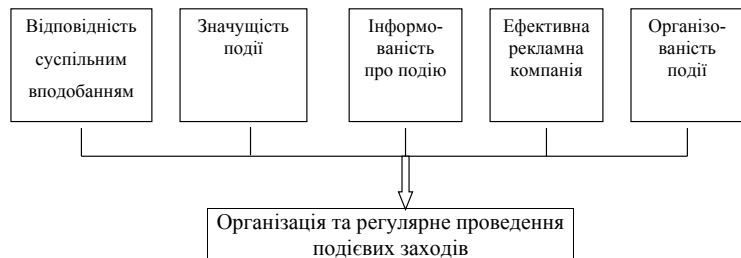 Відповідність
суспільним
вподобанням
Значущість
події
Інформо-
ваність
про подію
Ефективна
рекламна
компанія
Організо-
ваність
події
Організація та регулярне проведення
подієвих заходів